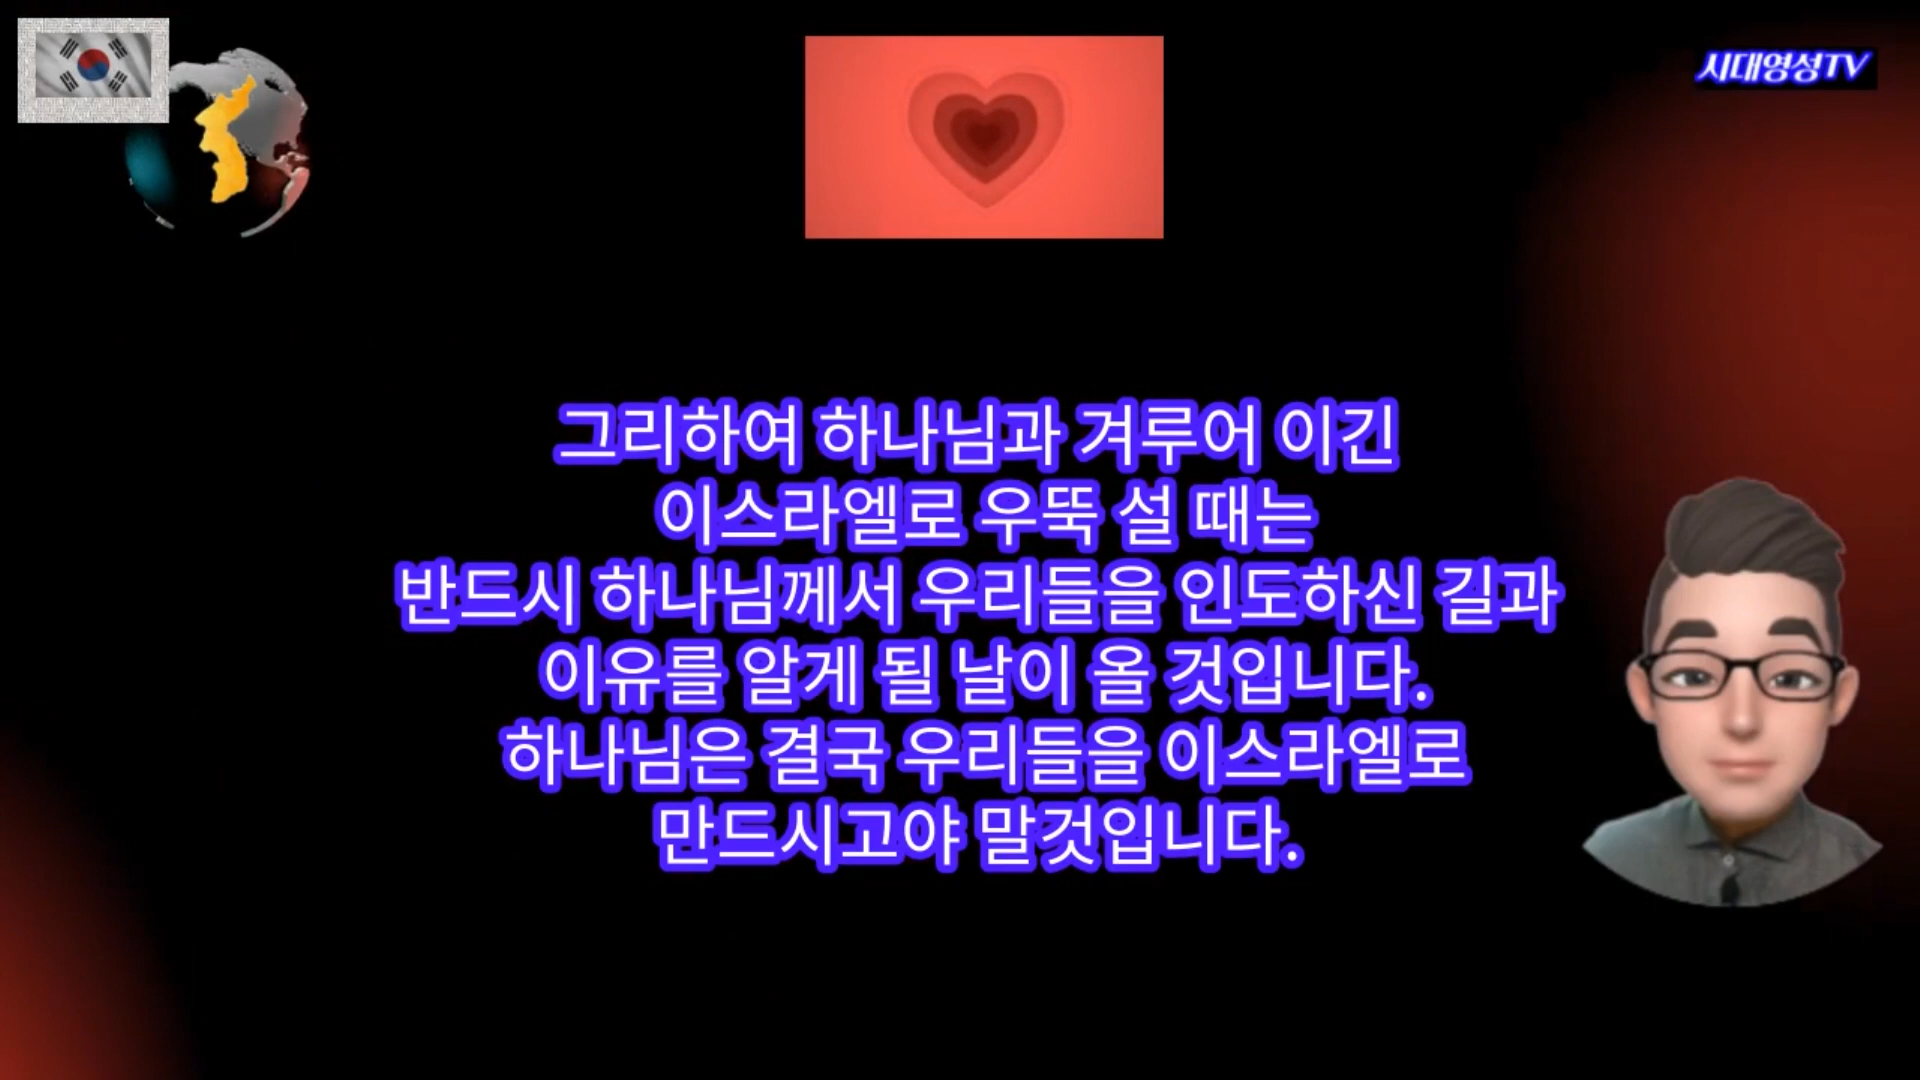 시대영성TV
그리하여 하나님과 겨루어 이긴
이스라엘로 우뚝 설 때는
반드시 하나님께서 우리들을 인도하신 길과
이유를 알게 될 날이 올 것입니다.
하나님은 결국 우리들을 이스라엘로
만드시고야 말것입니다.